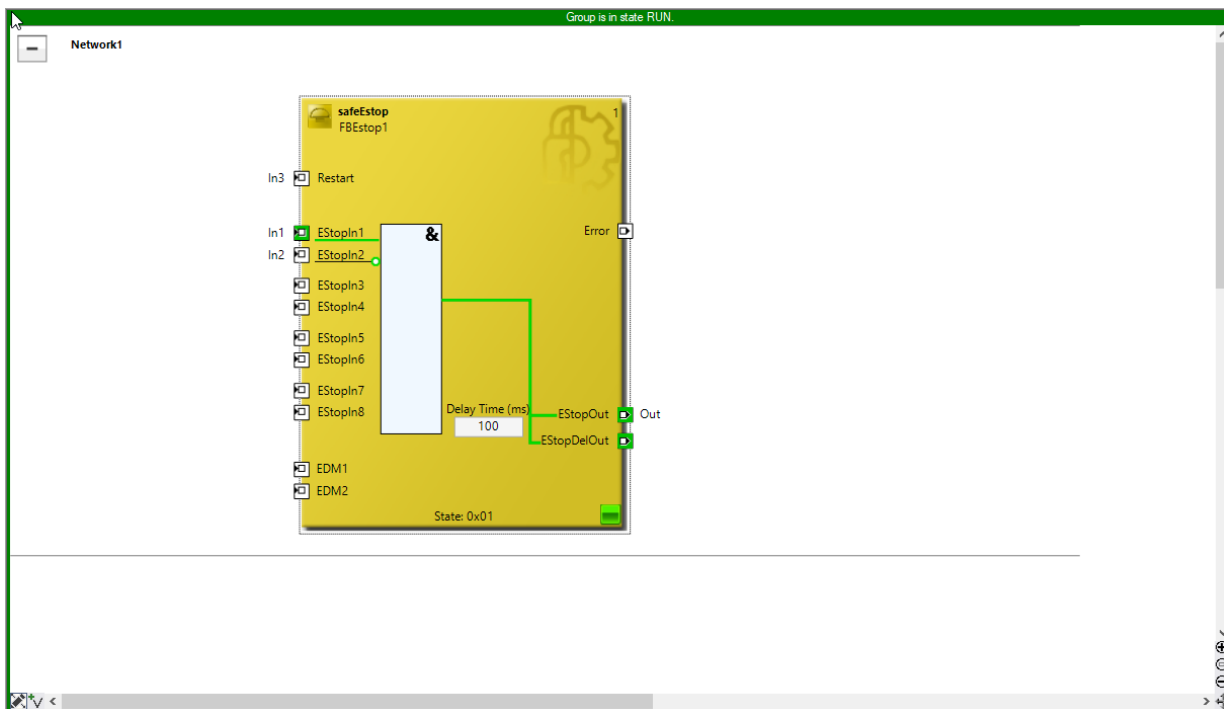 Group is in state RUN.
Network1
safeEstop
1
FBEstop1
In3 Restart
In1 EStopIn1 & Error
In2 EStopIn2
EStopIn3
EStopIn4
EStopIn5
EStopIn6
EStopIn7
EStopIn8
Delay Time (ms)
100
EStopOut Out
EStopDelOut
EDM1
EDM2
State: 0x01